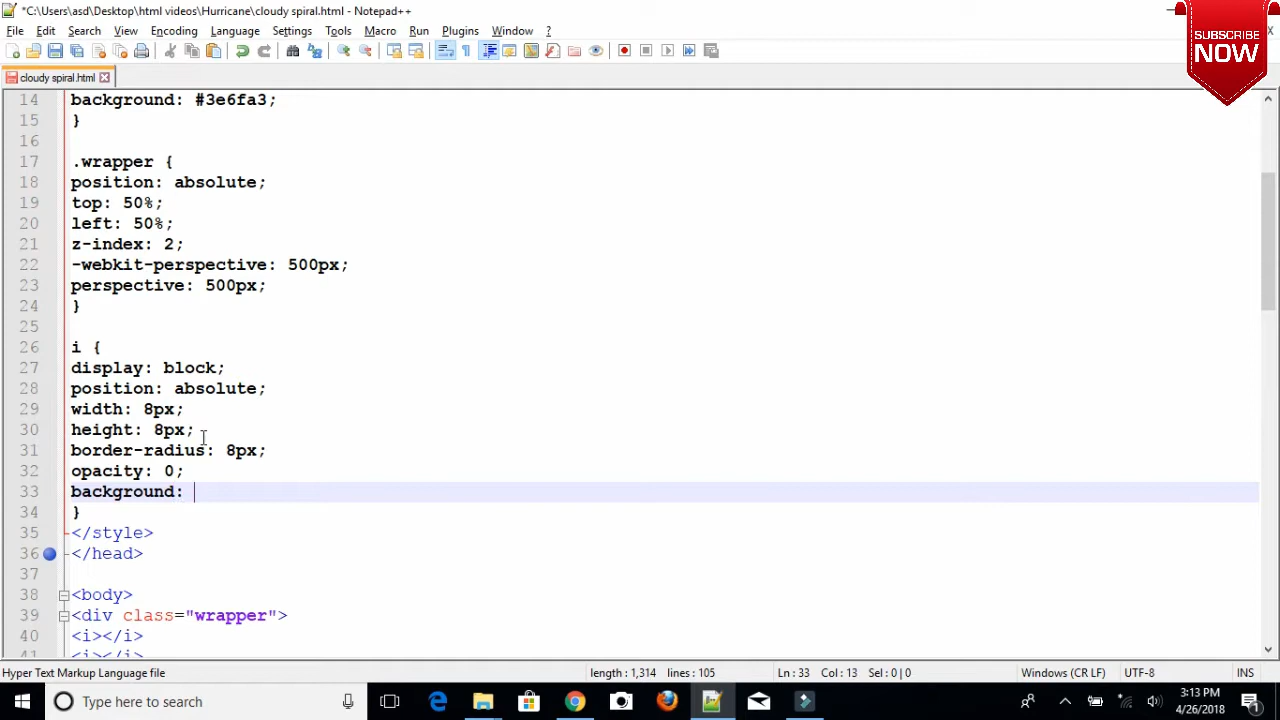 *C:\Users\asd\Desktop\html videos\Hurricane\cloudy spiral.html - Notepad++
SUBSCRIBE
NOW
File Edit Search View Encoding Language Settings Tools Macro Run Plugins Window ?
cloudy spiral.html
14 background: #3e6fa3;
15 }
16
17 .wrapper {
18 position: absolute;
19 top: 50%;
20 left: 50%;
21 z-index: 2;
22 -webkit-perspective: 500px;
23 perspective: 500px;
24 }
25
26 i {
27 display: block;
28 position: absolute;
29 width: 8px;
30 height: 8px;
31 border-radius: 8px;
32 opacity: 0;
33 background:
34 }
35 </style>
36 </head>
37
38 <body>
39 <div class="wrapper">
40 <i></i>
41 <i></i>
Hyper Text Markup Language file length : 1,314 lines : 105 Ln : 33 Col : 13 Sel : 0 | 0 Windows (CR LF) UTF-8 INS
Type here to search
3:13 PM
4/26/2018